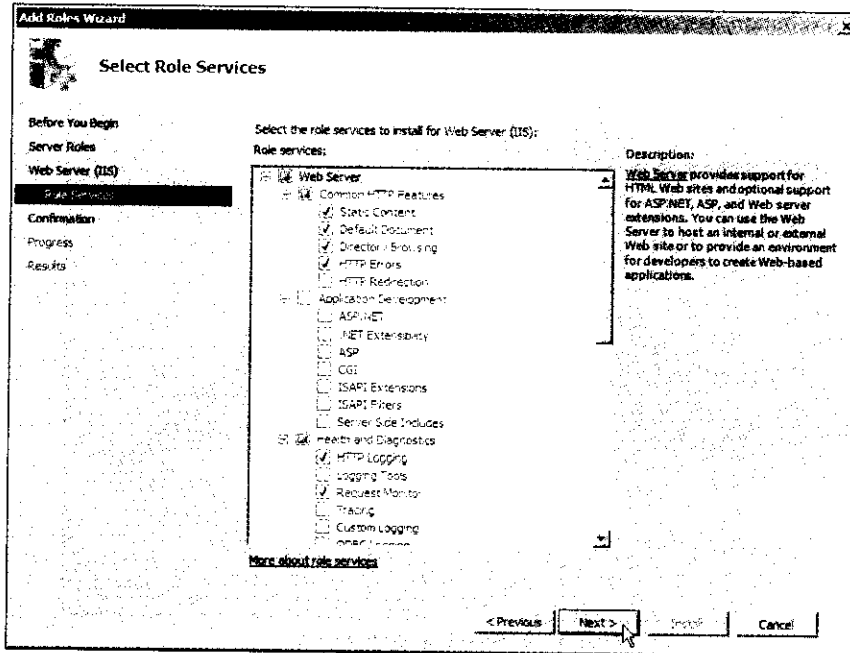 Add Roles Wizard
Select Role Services
Before You Begin
Server Roles
Web Server (IIS)
Role Services
Confirmation
Progress
Results
Select the role services to install for Web Server (IIS):
Role services:
Web Server
Common HTTP Features
Static Content
Default Document
Directory Browsing
HTTP Errors
HTTP Redirection
Application Development
ASP.NET
.NET Extensibility
ASP
CGI
ISAPI Extensions
ISAPI Filters
Server Side Includes
Health and Diagnostics
HTTP Logging
Logging Tools
Request Monitor
Tracing
Custom Logging
ODBC Logging
More about role services
Description:
Web Server provides support for
HTML Web sites and optional support
for ASP.NET, ASP, and Web server
extensions. You can use the Web
Server to host an internal or external
Web site or to provide an environment
for developers to create Web-based
applications.
< Previous
Next >
Install
Cancel